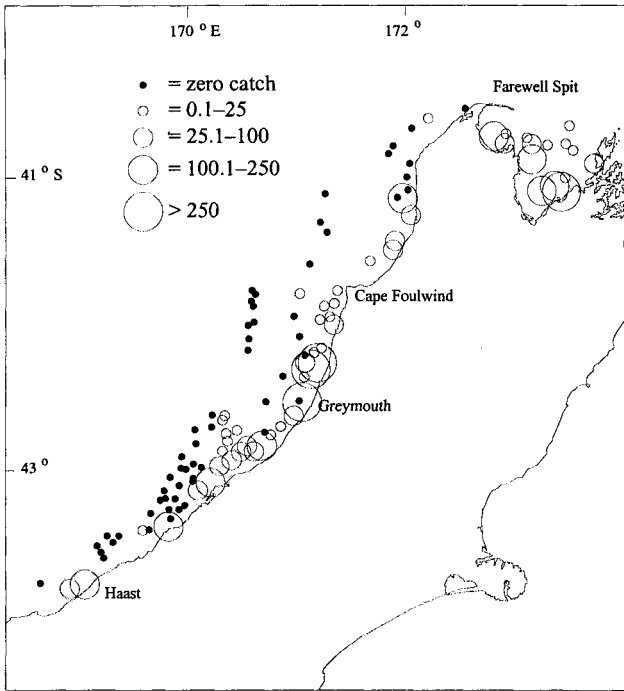 170 ° E
172 °
Farewell Spit
= zero catch
= 0.1–25
= 25.1–100
= 100.1–250
> 250
41 ° S
Cape Foulwind
Greymouth
43 °
Haast